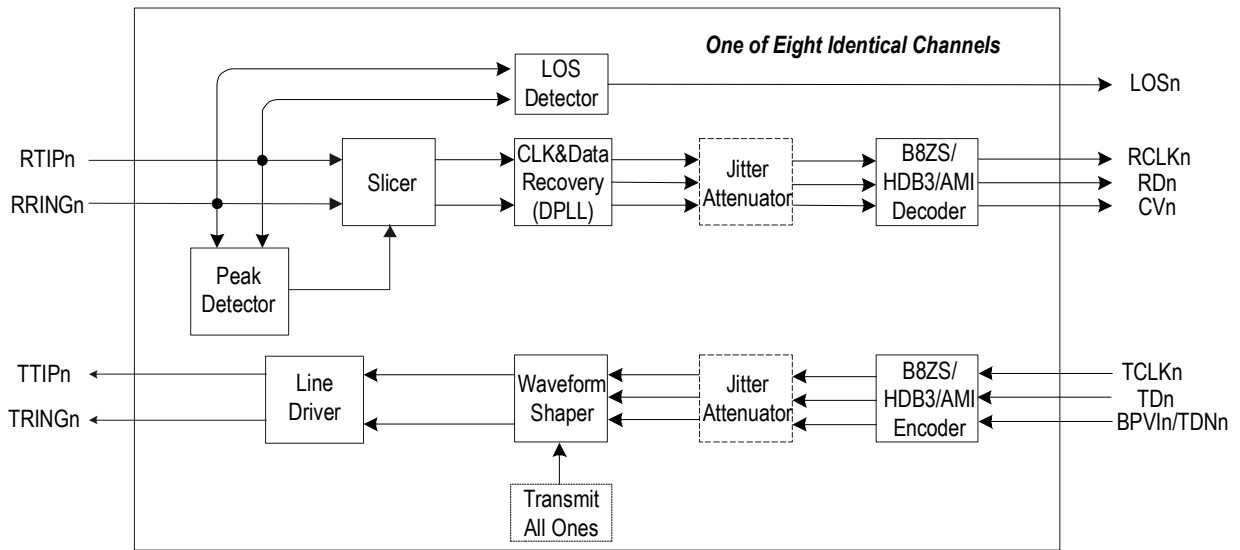 One of Eight Identical Channels
LOS
Detector
LOSn
RTIPn
RRINGn
Slicer
CLK&Data
Recovery
(DPLL)
Jitter
Attenuator
B8ZS/
HDB3/AMI
Decoder
RCLKn
RDn
CVn
Peak
Detector
TTIPn
TRINGn
Line
Driver
Waveform
Shaper
Jitter
Attenuator
B8ZS/
HDB3/AMI
Encoder
TCLKn
TDn
BPVIn/TDNn
Transmit
All Ones